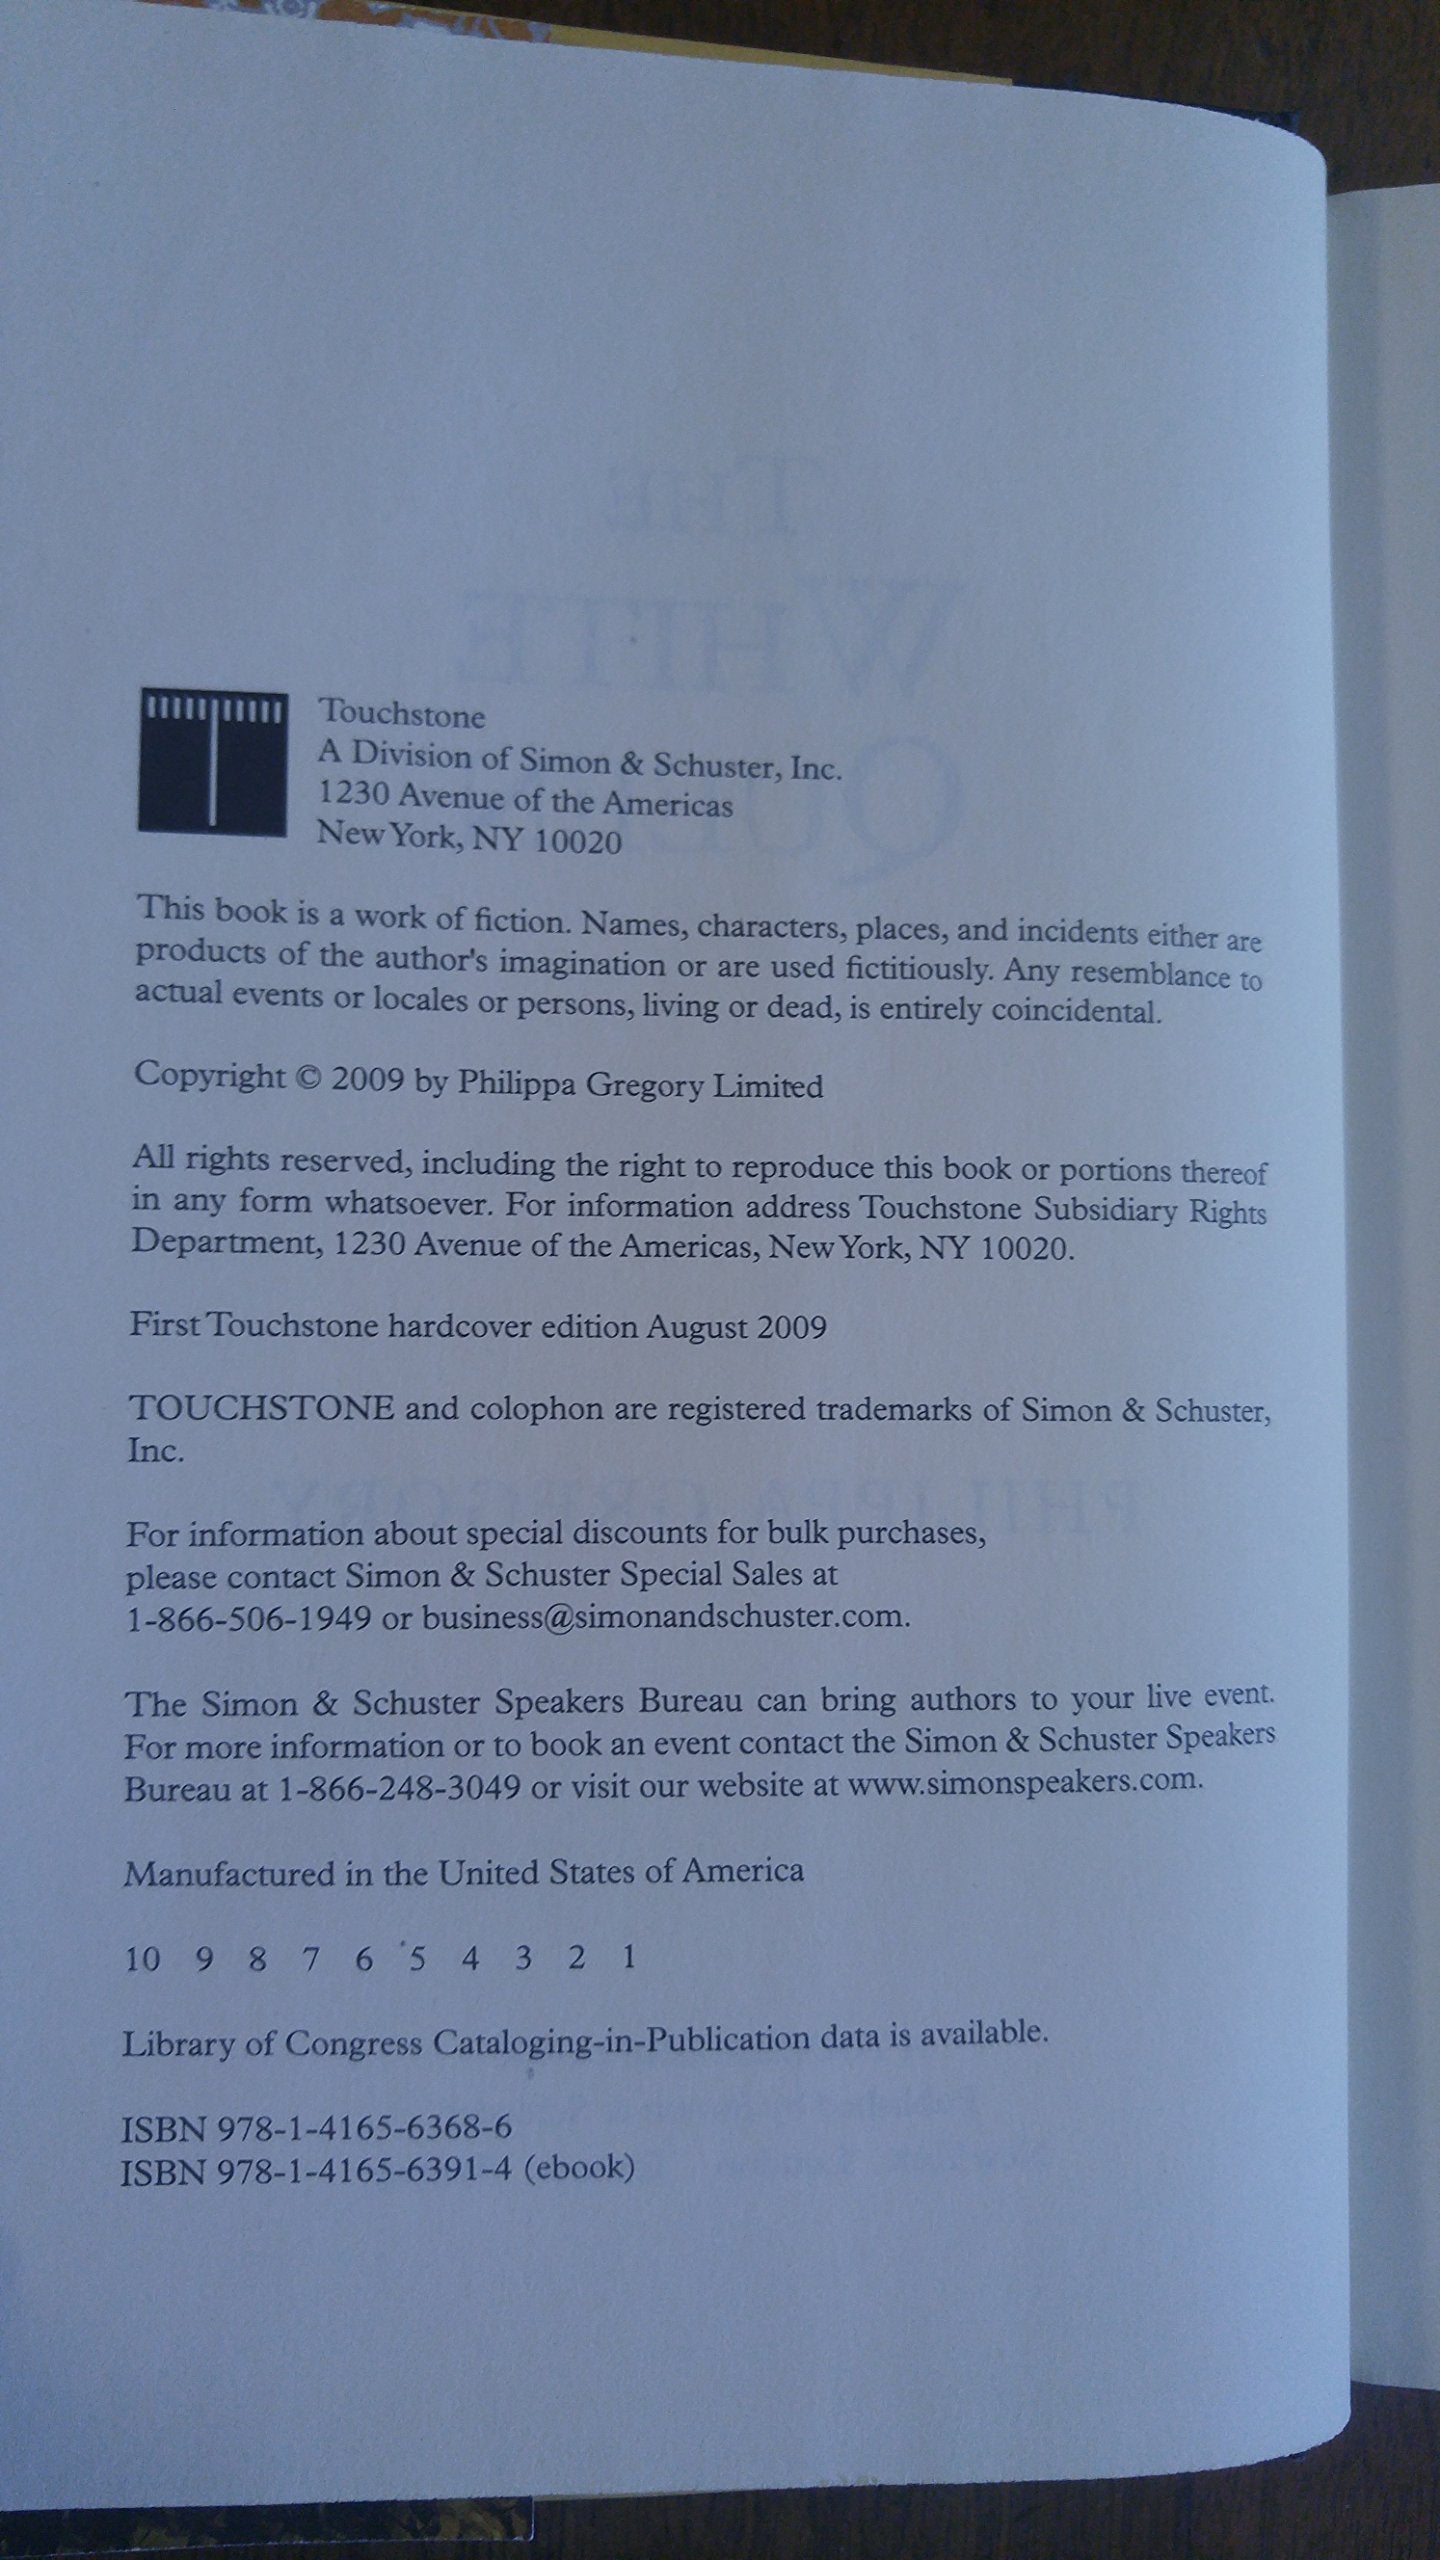 Touchstone
A Division of Simon & Schuster, Inc.
1230 Avenue of the Americas
New York, NY 10020
This book is a work of fiction. Names, characters, places, and incidents either are
products of the author's imagination or are used fictitiously. Any resemblance to
actual events or locales or persons, living or dead, is entirely coincidental.
Copyright © 2009 by Philippa Gregory Limited
All rights reserved, including the right to reproduce this book or portions thereof
in any form whatsoever. For information address Touchstone Subsidiary Rights
Department, 1230 Avenue of the Americas, New York, NY 10020.
First Touchstone hardcover edition August 2009
TOUCHSTONE and colophon are registered trademarks of Simon & Schuster,
Inc.
For information about special discounts for bulk purchases,
please contact Simon & Schuster Special Sales at
1-866-506-1949 or business@simonandschuster.com.
The Simon & Schuster Speakers Bureau can bring authors to your live event.
For more information or to book an event contact the Simon & Schuster Speakers
Bureau at 1-866-248-3049 or visit our website at www.simonspeakers.com.
Manufactured in the United States of America
10 9 8 7 6 5 4 3 2 1
Library of Congress Cataloging-in-Publication data is available.
ISBN 978-1-4165-6368-6
ISBN 978-1-4165-6391-4 (ebook)